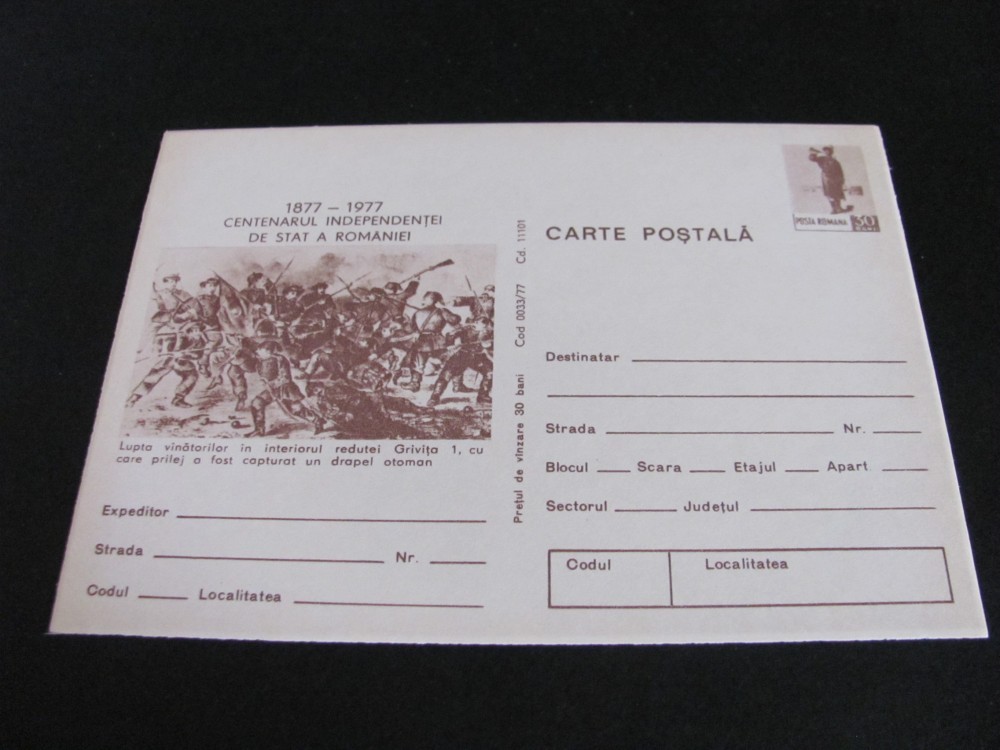 1877 – 1977
CENTENARUL INDEPENDENȚEI
DE STAT A ROMÂNIEI
Lupta vînătorilor în interiorul redutei Grivița 1, cu
care prilej a fost capturat un drapel otoman
Expeditor
Strada Nr.
Codul Localitatea
Prețul de vînzare 30 bani Cod 0033/77 Cd. 11101
POSTA ROMANA 30
BANI
CARTE POȘTALĂ
Destinatar
Strada Nr.
Blocul Scara Etajul Apart
Sectorul Județul
Codul Localitatea